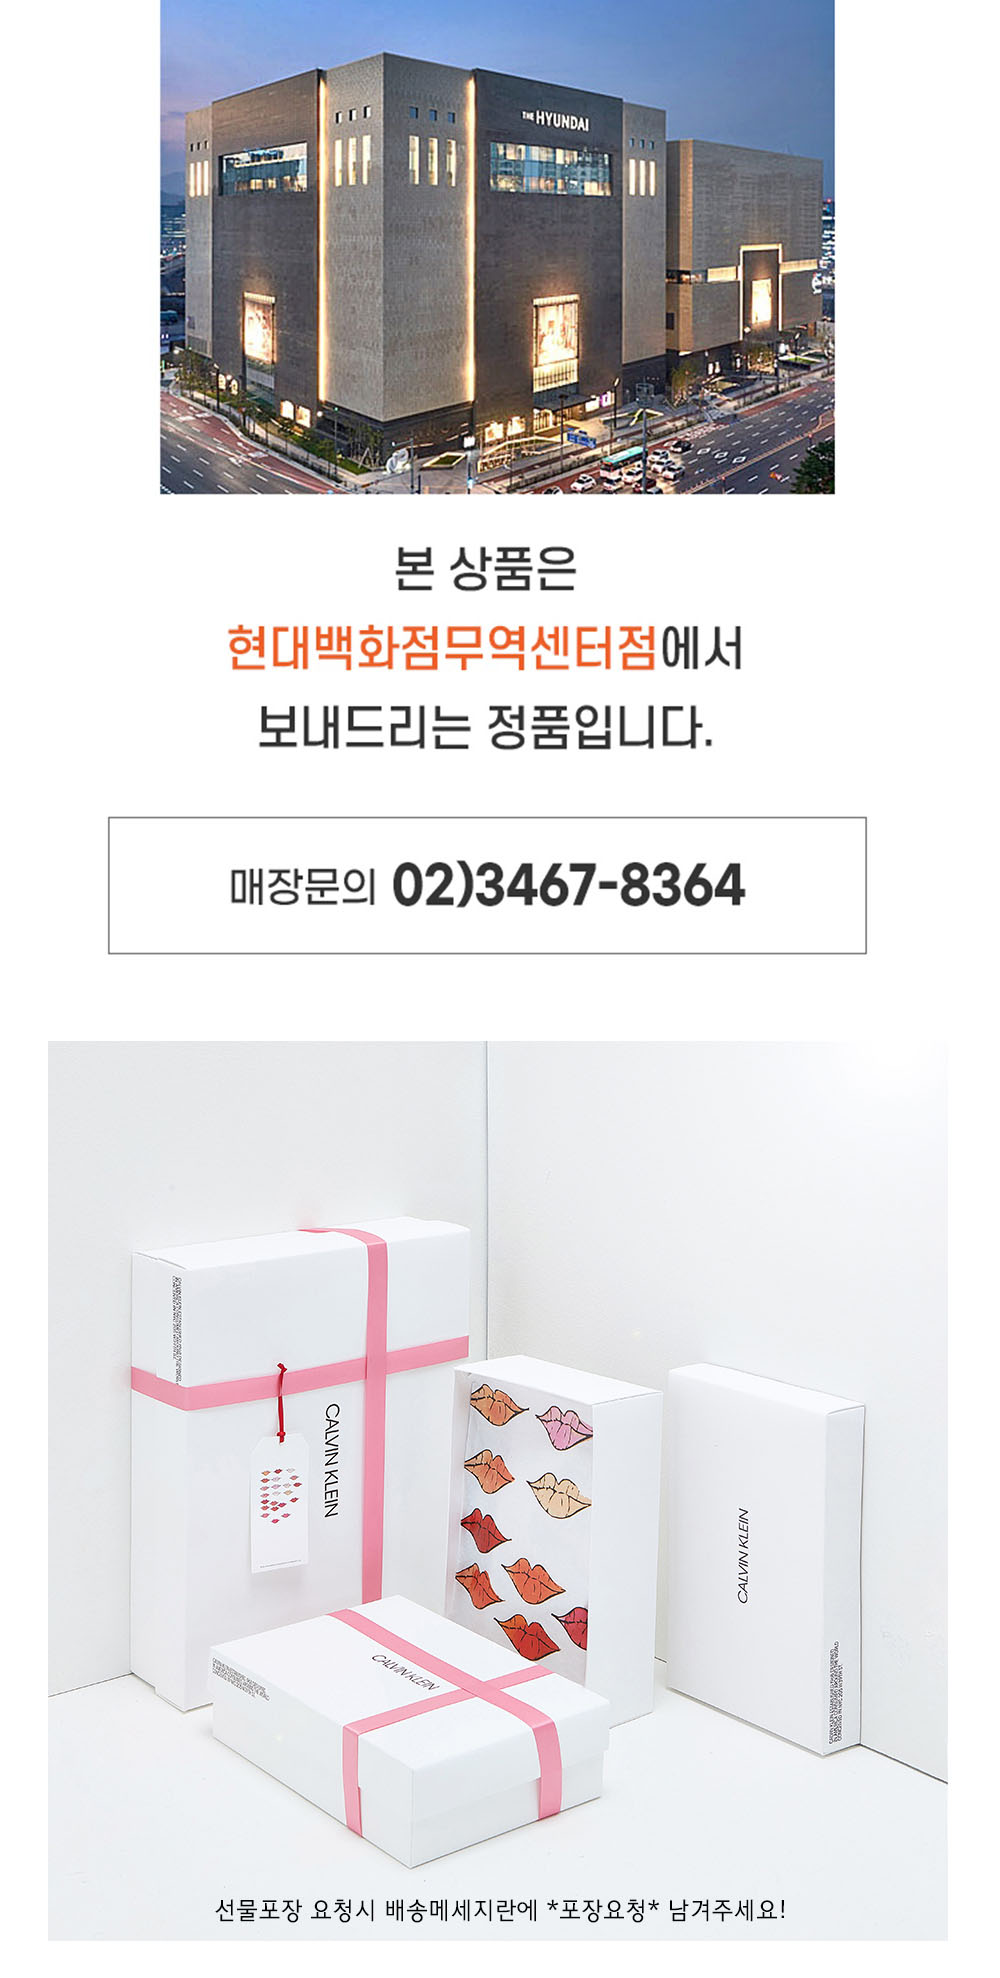 THE HYUNDAI
본 상품은
현대백화점무역센터점에서
보내드리는 정품입니다.
매장문의 02)3467-8364
CALVIN KLEIN
CALVIN KLEIN
CALVIN KLEIN
선물포장 요청시 배송메세지란에 *포장요청* 남겨주세요!